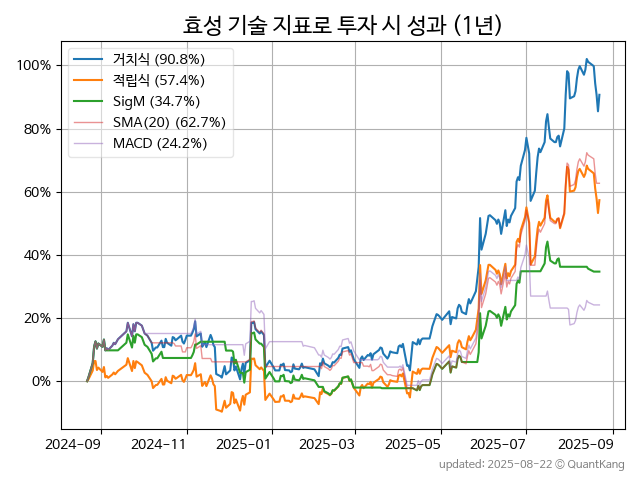 효성 기술 지표로 투자 시 성과 (1년)
거치식 (90.8%)
적립식 (57.4%)
SigM (34.7%)
SMA(20) (62.7%)
MACD (24.2%)
100%
80%
60%
40%
20%
0%
2024-09 2024-11 2025-01 2025-03 2025-05 2025-07 2025-09
updated: 2025-08-22 © QuantKang